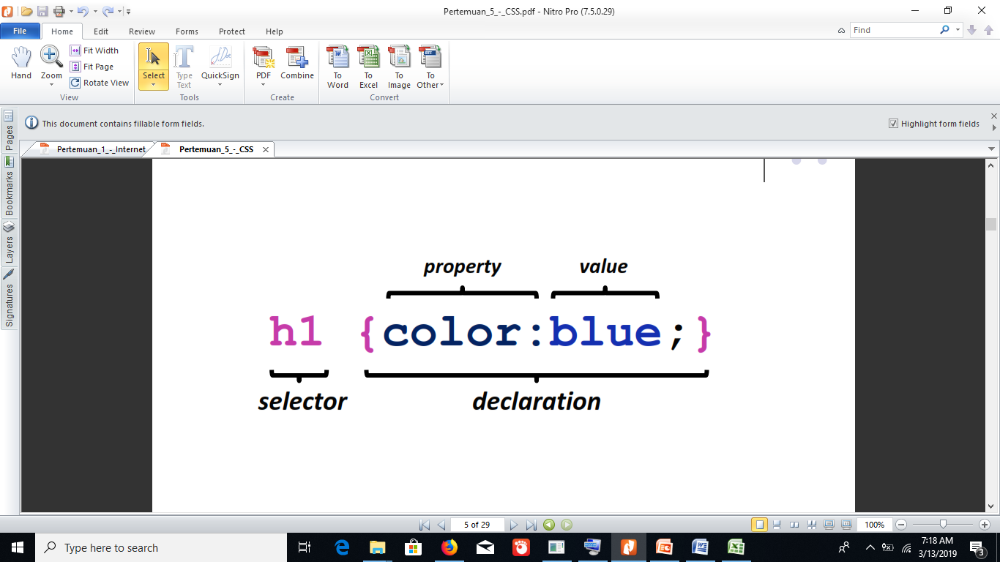 Pertemuan_5_-_CSS.pdf - Nitro Pro (7.5.0.29)
File Home Edit Review Forms Protect Help Find
Hand Zoom Fit Width Fit Page Rotate View
View
Select Type Text QuickSign
Tools
PDF Combine
Create
To Word To Excel To Image To Other
Convert
This document contains fillable form fields. Highlight form fields
Pertemuan_1_-_Internet Pertemuan_5_-_CSS
Pages
Bookmarks
Layers
Signatures
property value
h1 {color:blue;}
selector declaration
5 of 29 100%
Type here to search
7:18 AM
3/13/2019
3